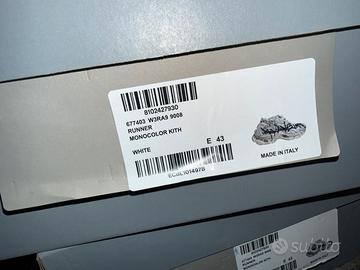 8102427930
677403 W3RA9 9008
RUNNER
MONOCOLOR KITH
WHITE
E 43
MADE IN ITALY
subito